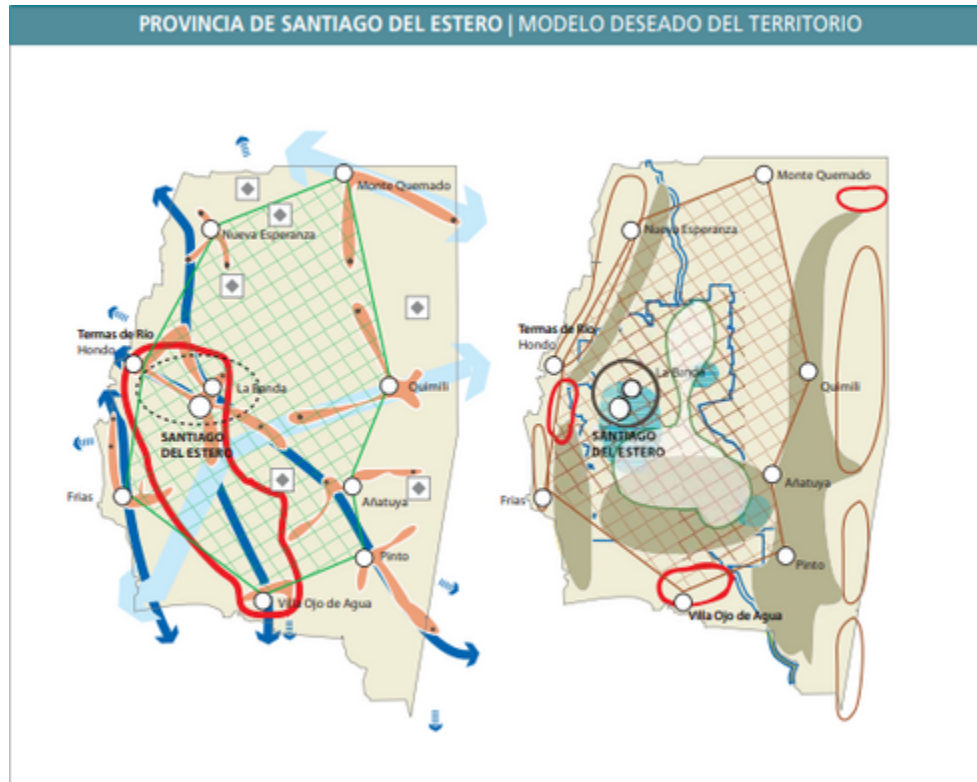 PROVINCIA DE SANTIAGO DEL ESTERO | MODELO DESEADO DEL TERRITORIO
Monte Quemado
Nueva Esperanza
Termas de Río
Hondo
La Banda
Quimili
SANTIAGO
DEL ESTERO
Añatuya
Frias
Pinto
Villa Ojo de Agua
Monte Quemado
Nueva Esperanza
Termas de Río
Hondo
La Banda
Quimili
SANTIAGO
DEL ESTERO
Añatuya
Frias
Pinto
Villa Ojo de Agua